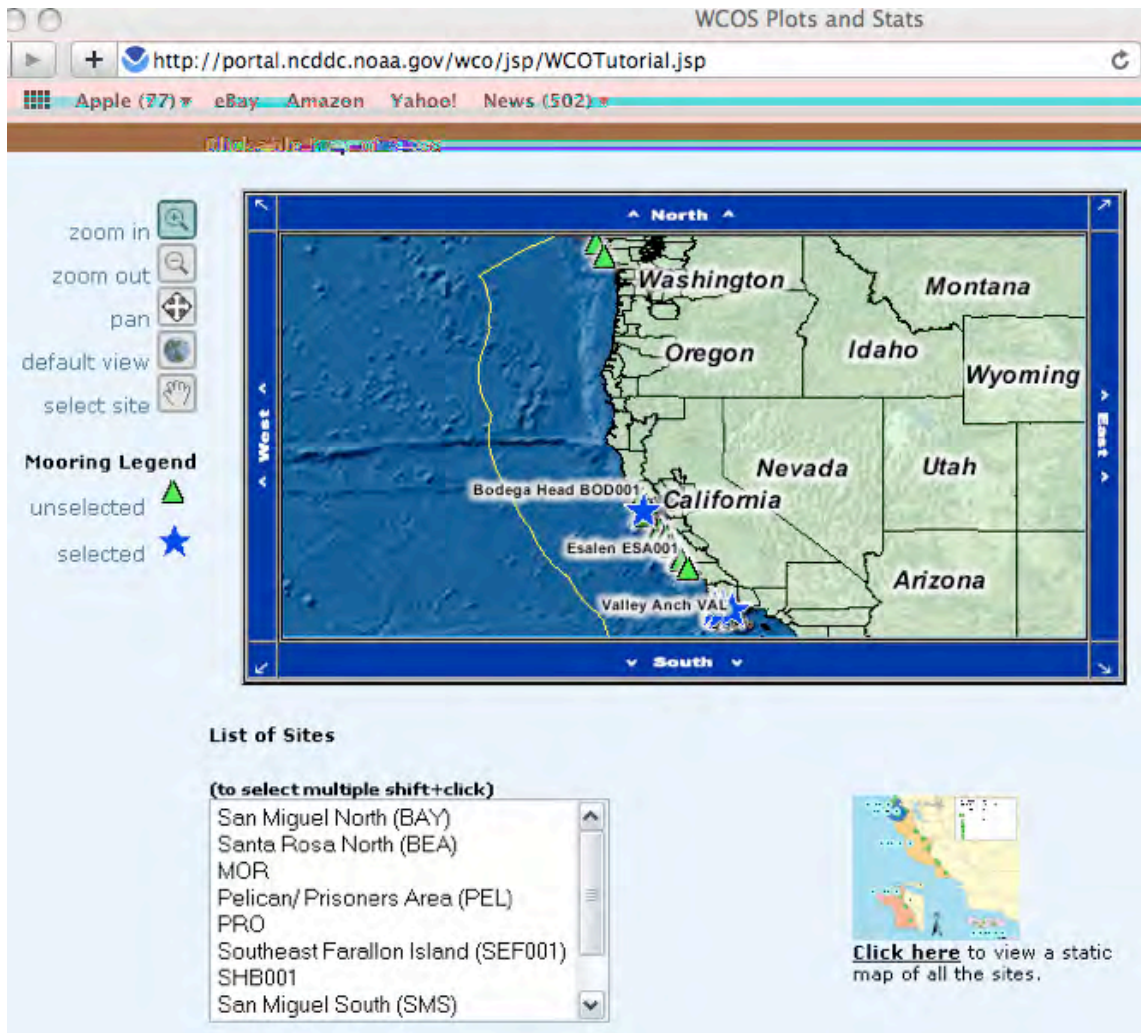 WCOS Plots and Stats
+ http://portal.ncddc.noaa.gov/wco/jsp/WCOTutorial.jsp
Apple (77) eBay Amazon Yahoo! News (502)
zoom in
zoom out
pan
default view
select site
Mooring Legend
unselected
selected
^ North ^
West
East
Washington
Montana
Oregon
Idaho
Wyoming
Nevada
Utah
Bodega Head BOD001
California
Esalen ESA001
Arizona
Valley Anch VAL
South
List of Sites
(to select multiple shift+click)
San Miguel North (BAY)
Santa Rosa North (BEA)
MOR
Pelican/ Prisoners Area (PEL)
PRO
Southeast Farallon Island (SEF001)
SHB001
San Miguel South (SMS)
Click here to view a static
map of all the sites.